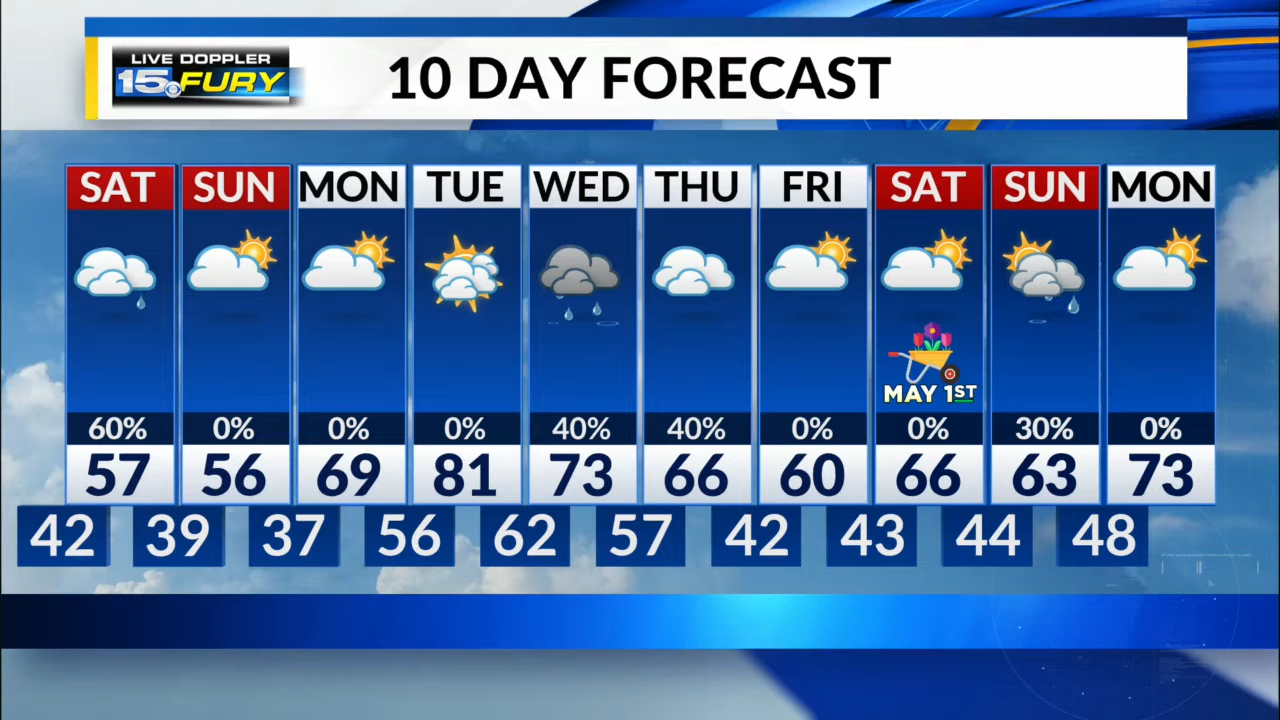 LIVE DOPPLER
15 FURY
10 DAY FORECAST
SAT SUN MON TUE WED THU FRI SAT SUN MON
MAY 1ST
60% 0% 0% 0% 40% 40% 0% 0% 30% 0%
57 56 69 81 73 66 60 66 63 73
42 39 37 56 62 57 42 43 44 48